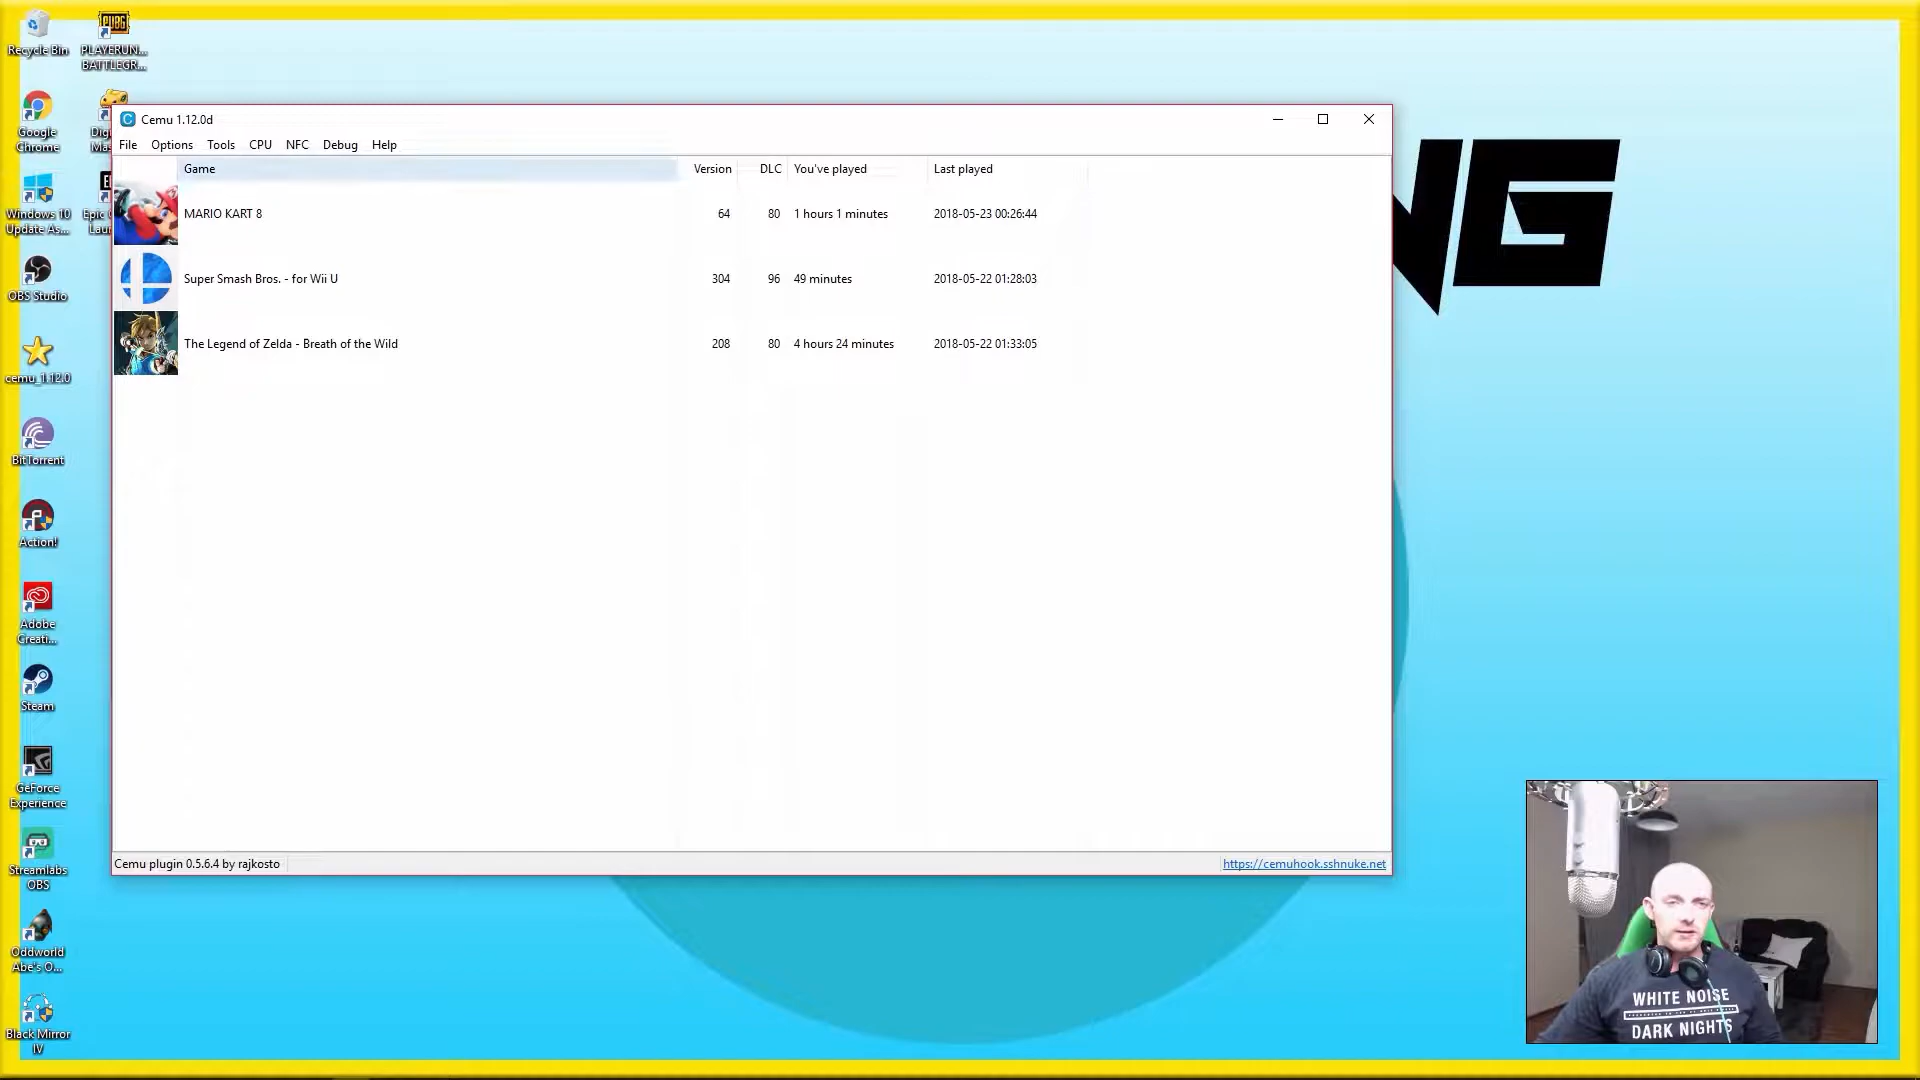 Recycle Bin
PLAYERUN...
BATTLEGR...
Google
Chrome
Windows 10
Update As...
OBS Studio
cemu_1.12.0
BitTorrent
Action!
Adobe
Creati...
Steam
GeForce
Experience
Streamlabs
OBS
Oddworld
Abe's O...
Black Mirror
IV
Cemu 1.12.0d
File Options Tools CPU NFC Debug Help
Game Version DLC You've played Last played
MARIO KART 8 64 80 1 hours 1 minutes 2018-05-23 00:26:44
Super Smash Bros. - for Wii U 304 96 49 minutes 2018-05-22 01:28:03
The Legend of Zelda - Breath of the Wild 208 80 4 hours 24 minutes 2018-05-22 01:33:05
Cemu plugin 0.5.6.4 by rajkosto https://cemuhook.sshnuke.net
WHITE NOISE
DARK NIGHTS